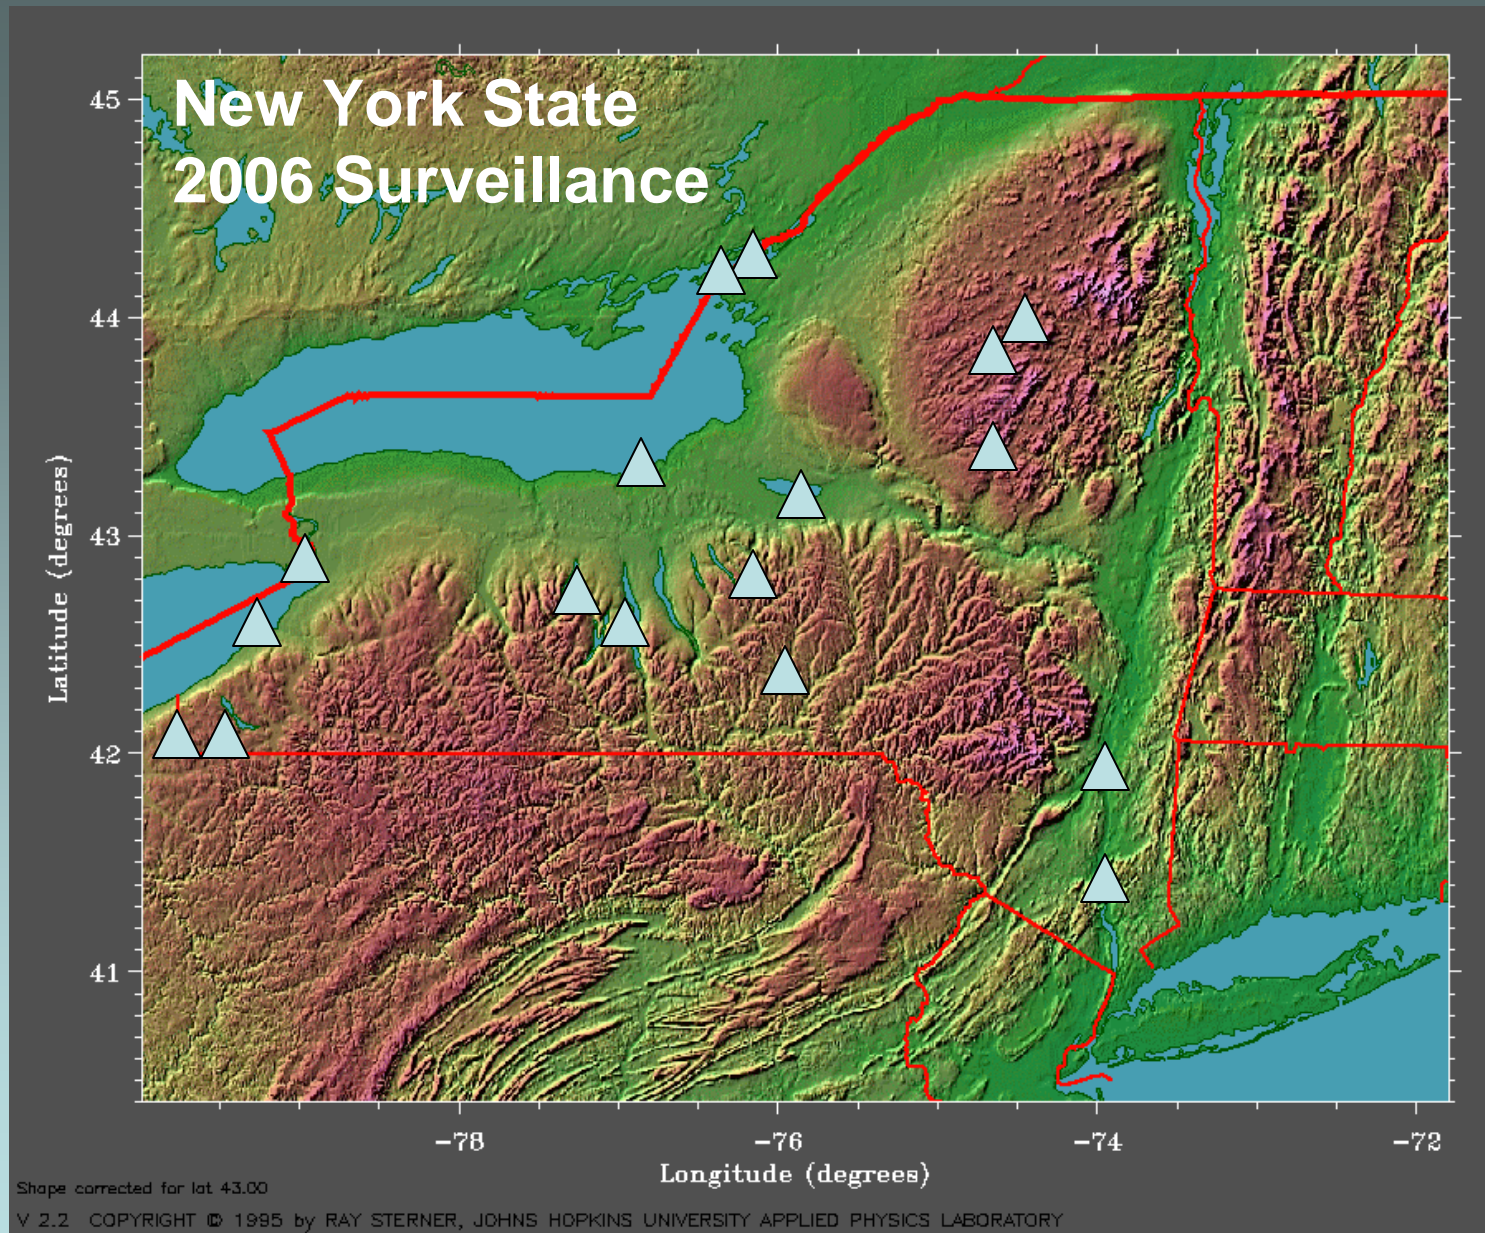 New York State
2006 Surveillance
45
44
43
42
41
Latitude (degrees)
-78
-76
-74
-72
Longitude (degrees)
Shape corrected for lat 43.00
V 2.2 COPYRIGHT © 1995 by RAY STERNER, JOHNS HOPKINS UNIVERSITY APPLIED PHYSICS LABORATORY